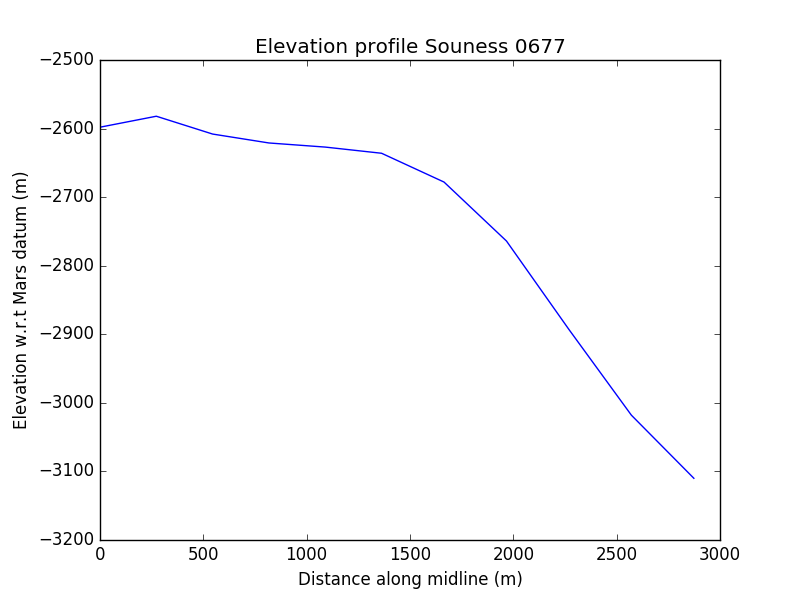 Elevation profile Souness 0677
−2500
−2600
−2700
−2800
−2900
−3000
−3100
−3200
Elevation w.r.t Mars datum (m)
0 500 1000 1500 2000 2500 3000
Distance along midline (m)